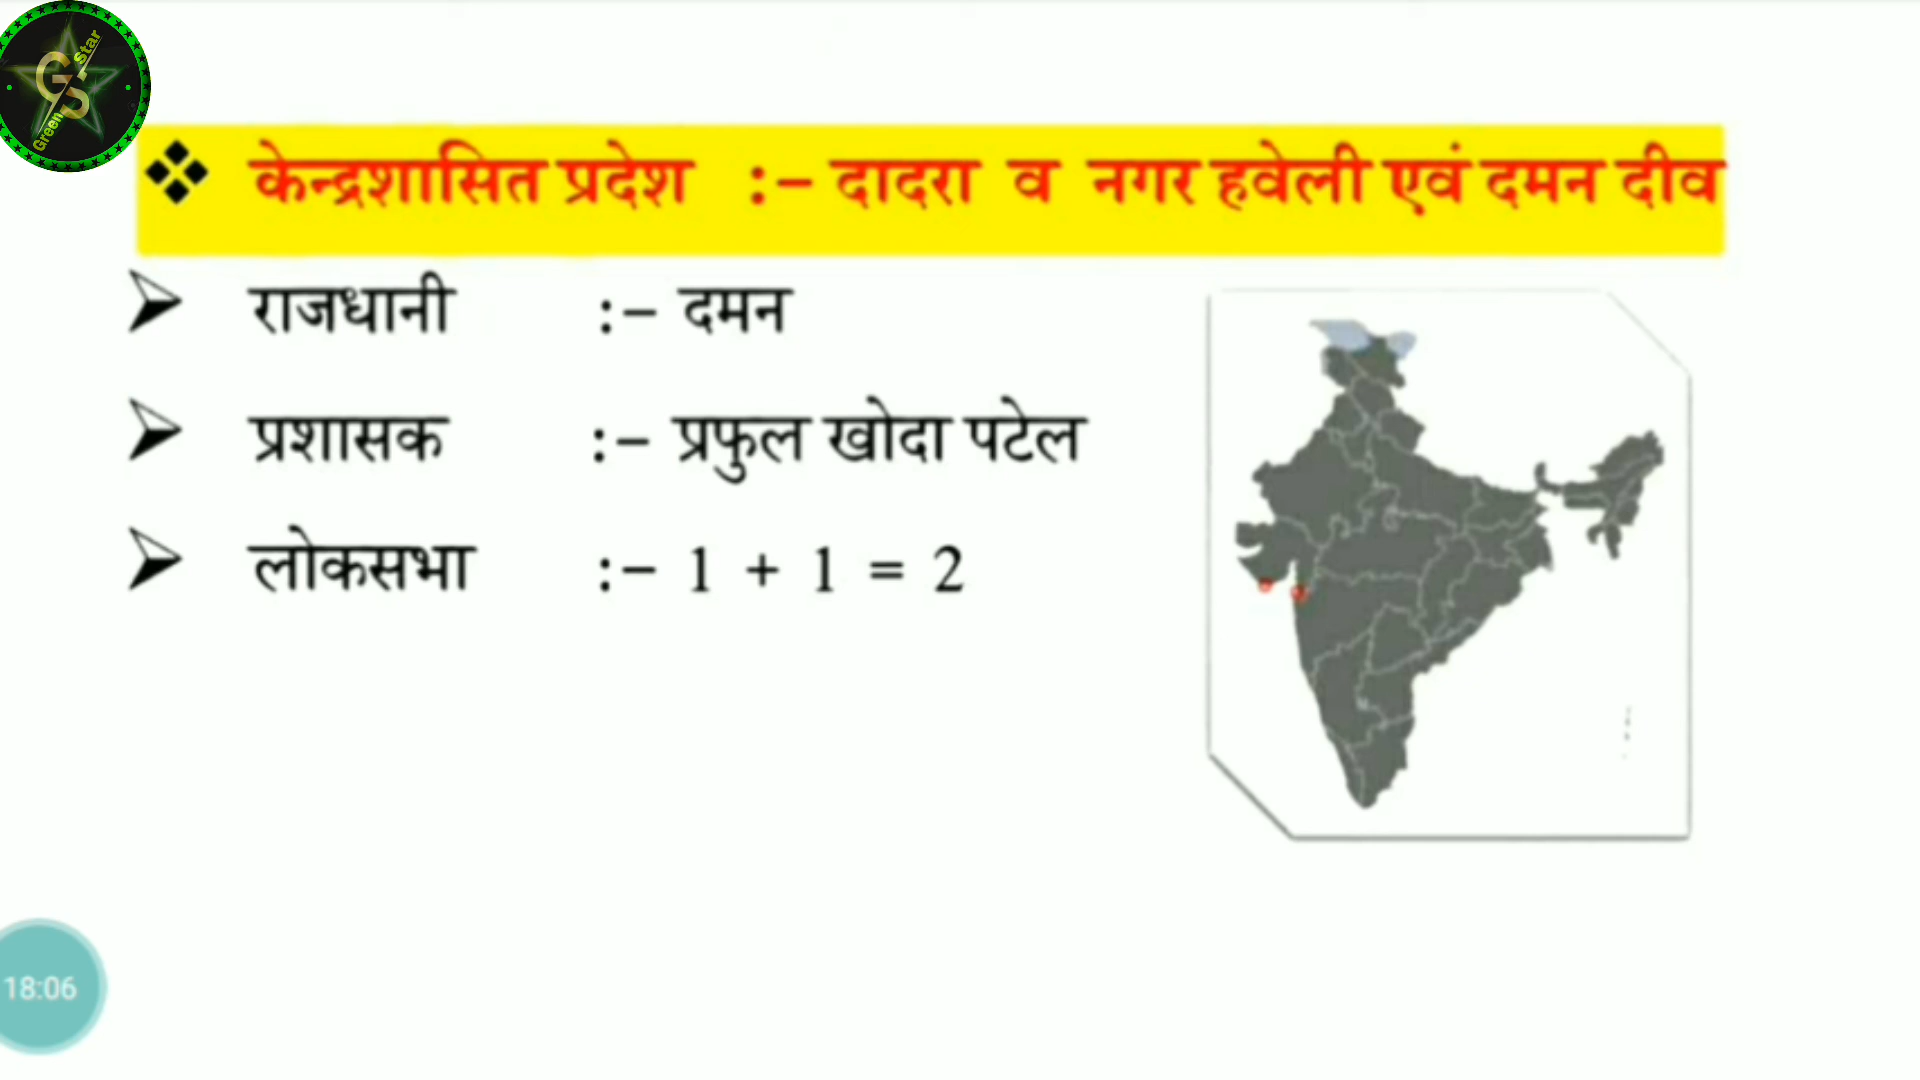 Green Star
GS
केन्द्रशासित प्रदेश :– दादरा व नगर हवेली एवं दमन दीव
राजधानी :– दमन
प्रशासक :– प्रफुल खोदा पटेल
लोकसभा :– 1 + 1 = 2
18:06